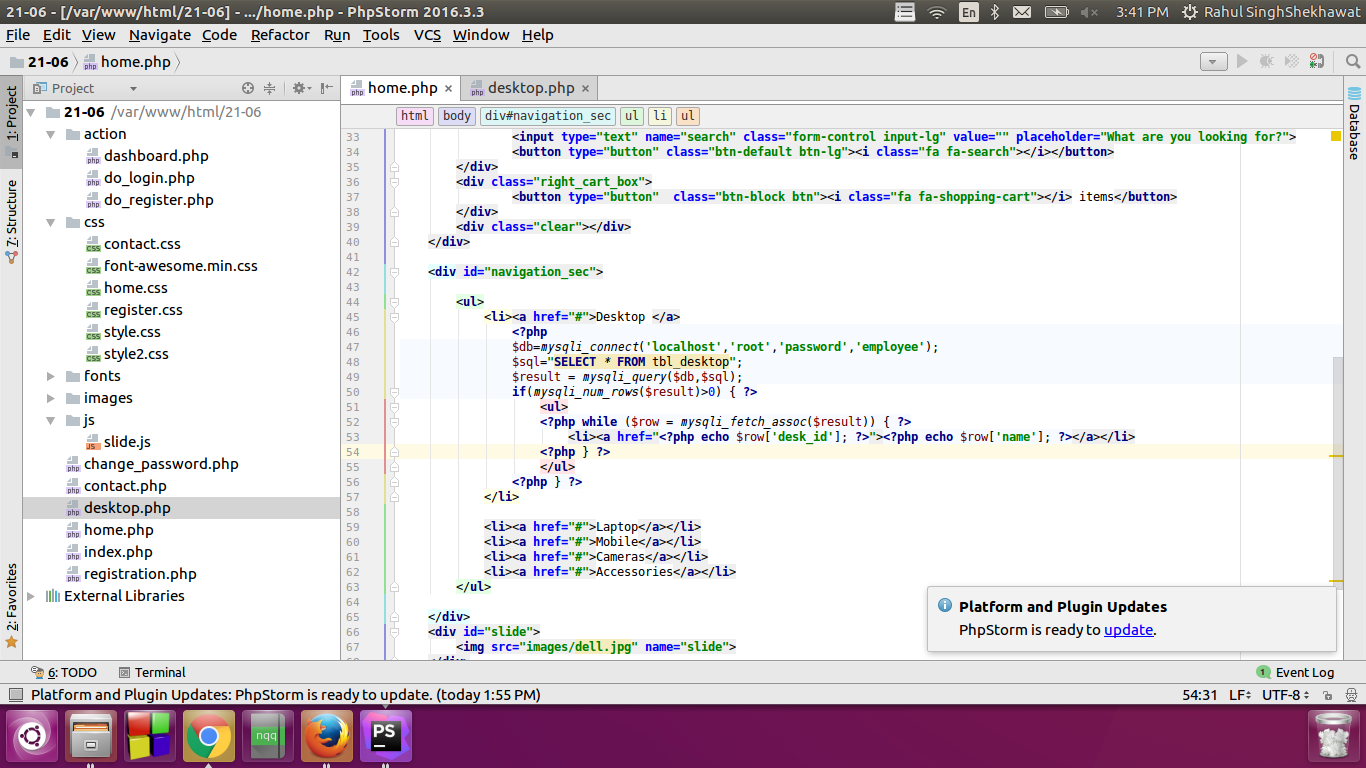 21-06 - [/var/www/html/21-06] - .../home.php - PhpStorm 2016.3.3
En
3:41 PM
Rahul SinghShekhawat
File Edit View Navigate Code Refactor Run Tools VCS Window Help
21-06 home.php
Project
home.php
desktop.php
1: Project
7: Structure
2: Favorites
Database
21-06 /var/www/html/21-06
action
dashboard.php
do_login.php
do_register.php
css
contact.css
font-awesome.min.css
home.css
register.css
style.css
style2.css
fonts
images
js
slide.js
change_password.php
contact.php
desktop.php
home.php
index.php
registration.php
External Libraries
html body div#navigation_sec ul li ul
33 <input type="text" name="search" class="form-control input-lg" value="" placeholder="What are you looking for?">
34 <button type="button" class="btn-default btn-lg"><i class="fa fa-search"></i></button>
35 </div>
36 <div class="right_cart_box">
37 <button type="button"  class="btn-block btn"><i class="fa fa-shopping-cart"></i> items</button>
38 </div>
39 <div class="clear"></div>
40 </div>
41
42 <div id="navigation_sec">
43
44 <ul>
45 <li><a href="#">Desktop </a>
46 <?php
47 $db=mysqli_connect('localhost','root','password','employee');
48 $sql="SELECT * FROM tbl_desktop";
49 $result = mysqli_query($db,$sql);
50 if(mysqli_num_rows($result)>0) { ?>
51 <ul>
52 <?php while ($row = mysqli_fetch_assoc($result)) { ?>
53 <li><a href="<?php echo $row['desk_id']; ?>"><?php echo $row['name']; ?></a></li>
54 <?php } ?>
55 </ul>
56 <?php } ?>
57 </li>
58
59 <li><a href="#">Laptop</a></li>
60 <li><a href="#">Mobile</a></li>
61 <li><a href="#">Cameras</a></li>
62 <li><a href="#">Accessories</a></li>
63 </ul>
64
65 </div>
66 <div id="slide">
67 <img src="images/dell.jpg" name="slide">
Platform and Plugin Updates
PhpStorm is ready to update.
6: TODO
Terminal
1 Event Log
Platform and Plugin Updates: PhpStorm is ready to update. (today 1:55 PM)
54:31 LF UTF-8
nqq
PS